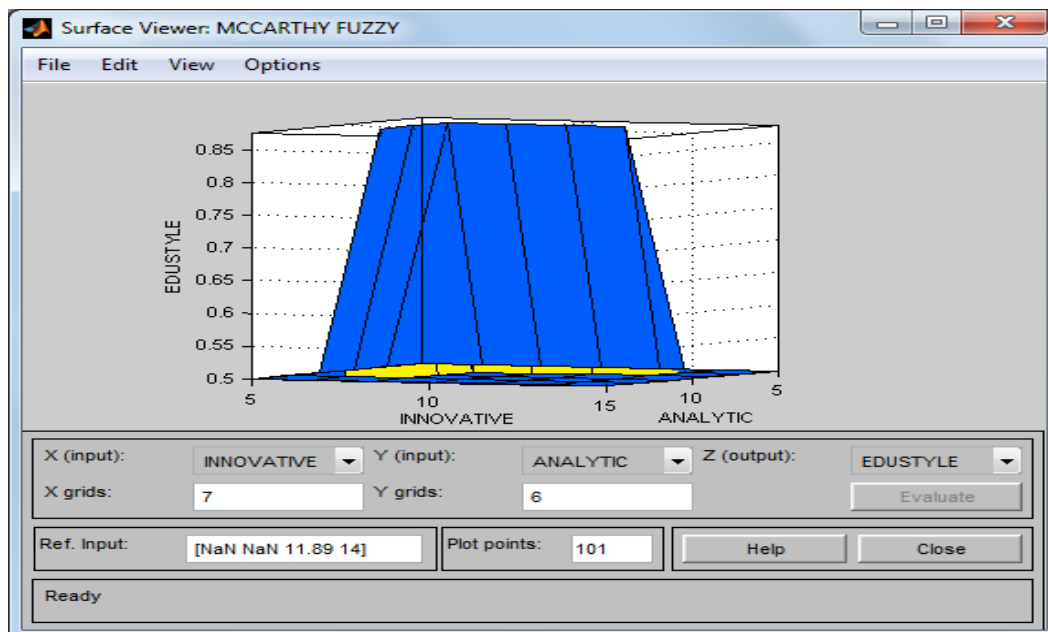 Surface Viewer: MCCARTHY FUZZY
File Edit View Options
0.85
0.8
0.75
0.7
0.65
0.6
0.55
0.5
EDUSTYLE
5 10 15 10 5
INNOVATIVE ANALYTIC
X (input): INNOVATIVE Y (input): ANALYTIC Z (output): EDUSTYLE
X grids: 7 Y grids: 6 Evaluate
Ref. Input: [NaN NaN 11.89 14] Plot points: 101 Help Close
Ready